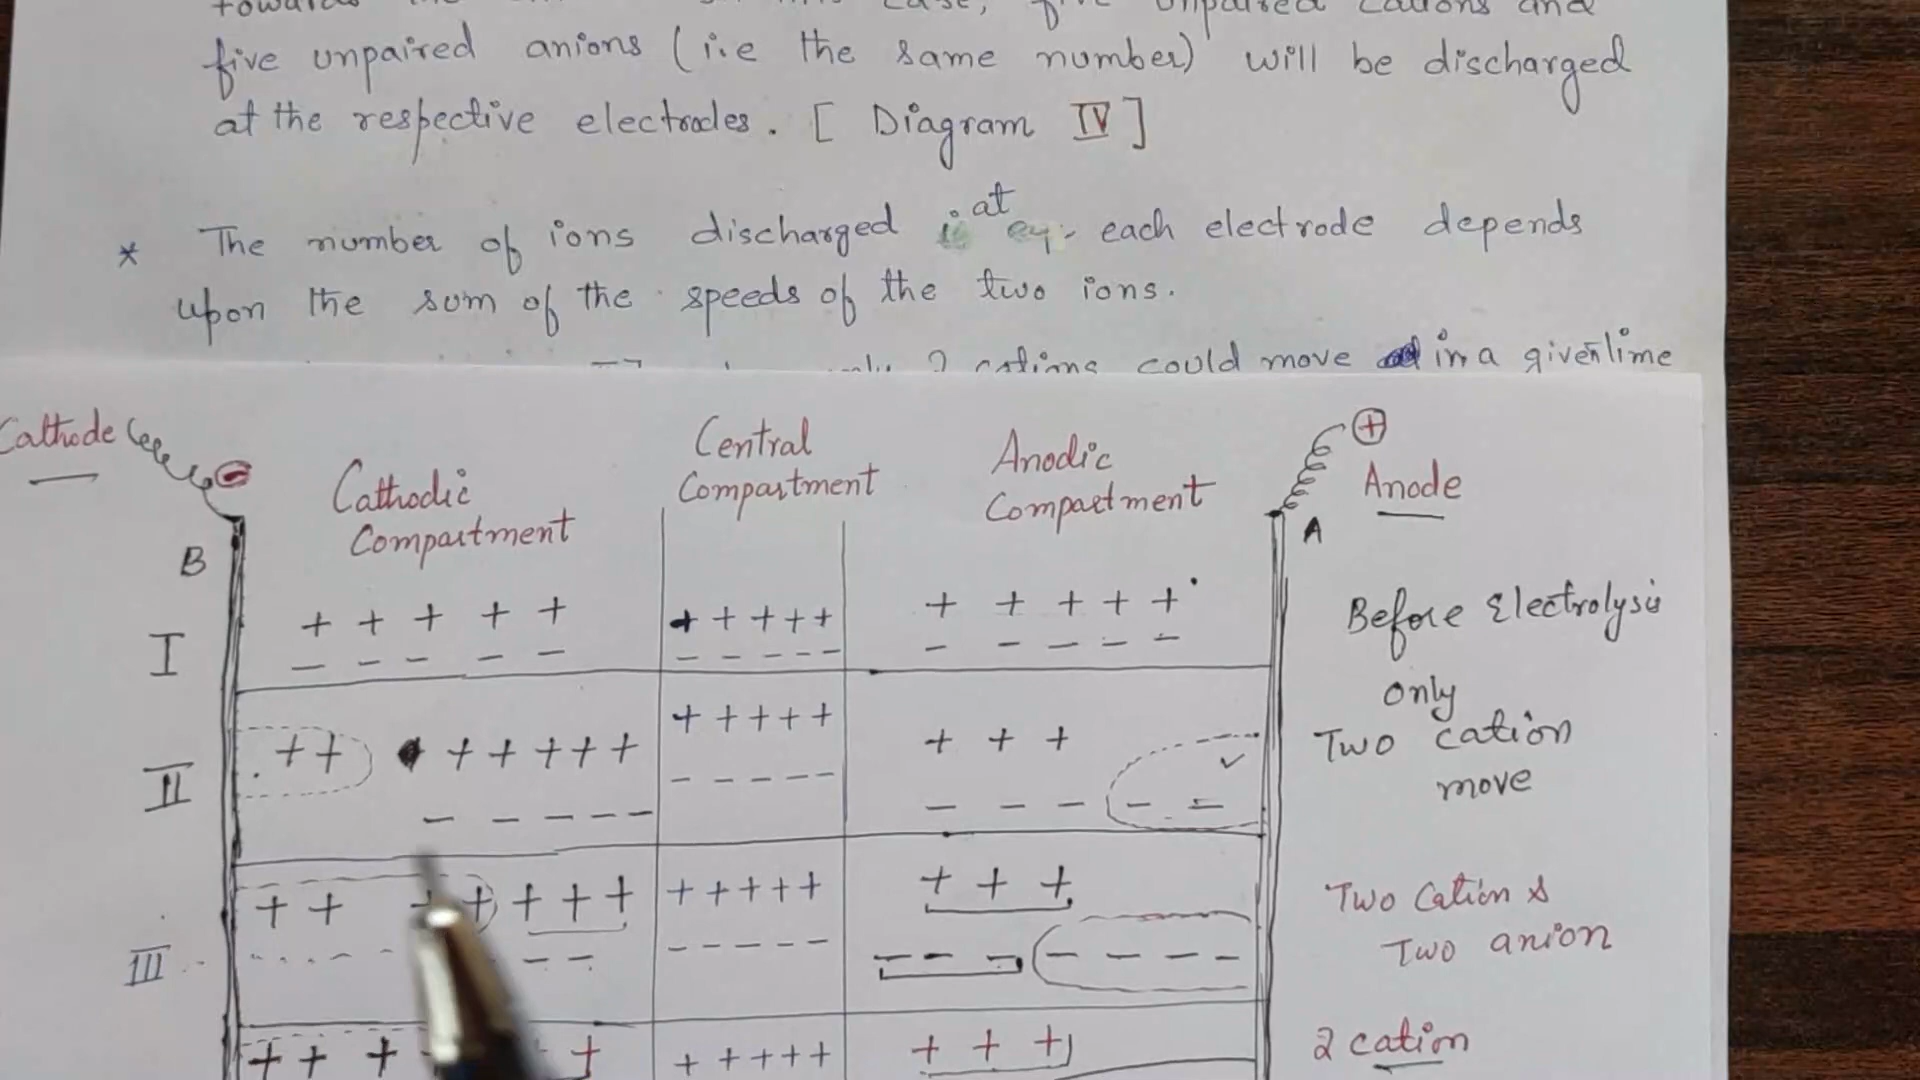 five unpaired anions (i.e the same number) will be discharged
at the respective electrodes. [ Diagram IV ]
* The number of ions discharged at each electrode depends
upon the sum of the speeds of the two ions.
cations could move in a given time
Cathode
Central
Compartment
Cathodic
Compartment
Anodic
Compartment
+
Anode
B
A
I
+ + + + +
+ + + + +
+ + + + +
Before Electrolysis
- - - - -
- - - - -
- - - - -
II
+ + + + + + +
+ + + + +
+ + +
only
Two cation
move
- - - - -
- - - - -
- - - - -
III
+ + + + + + +
+ + + + +
+ + +
Two Cation &
Two anion
- - - - -
- - - - - - -
+ + + +
+ + + + +
+ + +
2 cation